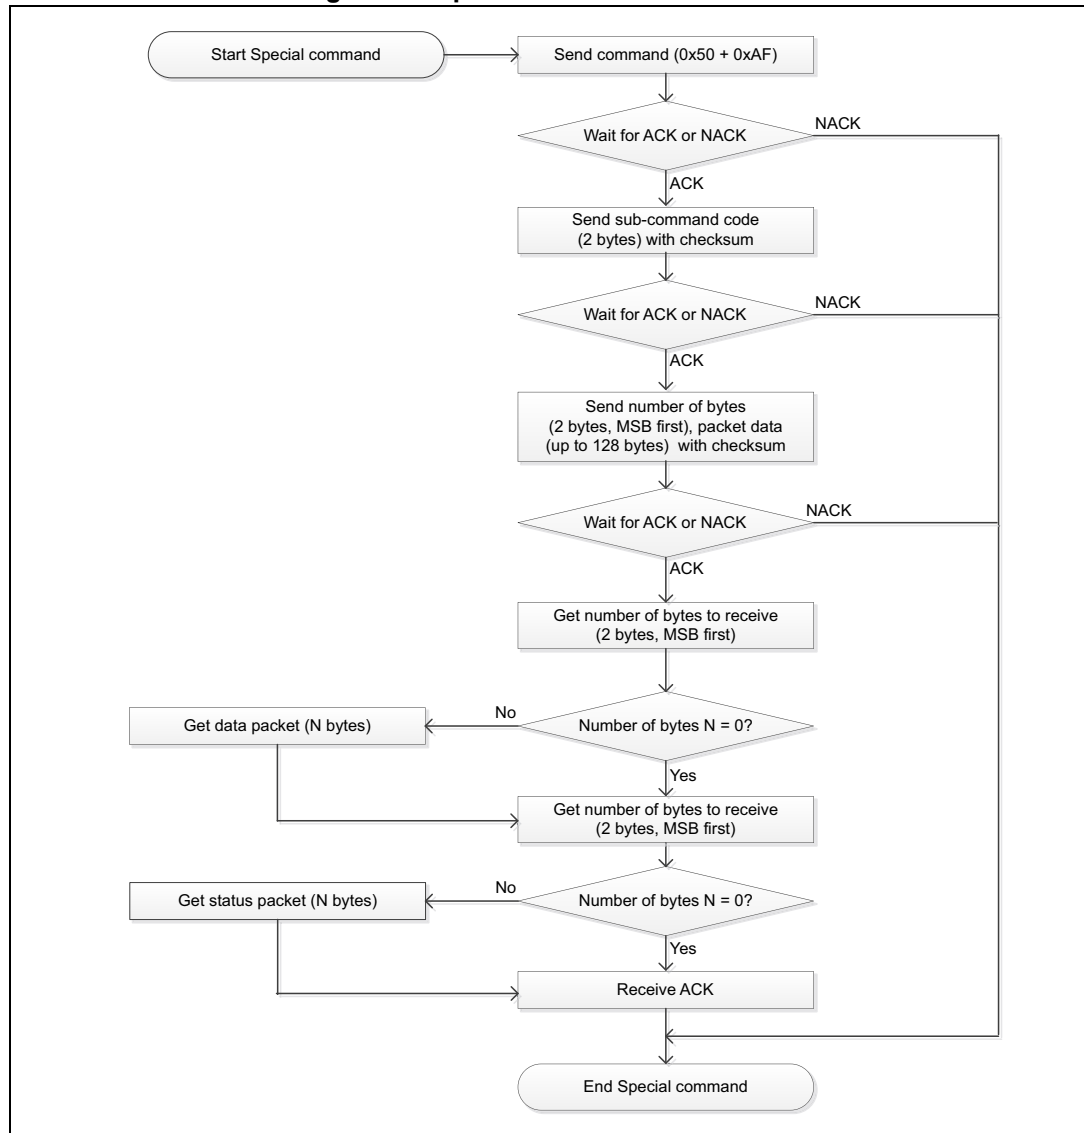 Start Special command
Send command (0x50 + 0xAF)
Wait for ACK or NACK
NACK
ACK
Send sub-command code
(2 bytes) with checksum
Wait for ACK or NACK
NACK
ACK
Send number of bytes
(2 bytes, MSB first), packet data
(up to 128 bytes) with checksum
Wait for ACK or NACK
NACK
ACK
Get number of bytes to receive
(2 bytes, MSB first)
Number of bytes N = 0?
No
Get data packet (N bytes)
Yes
Get number of bytes to receive
(2 bytes, MSB first)
Number of bytes N = 0?
No
Get status packet (N bytes)
Yes
Receive ACK
End Special command